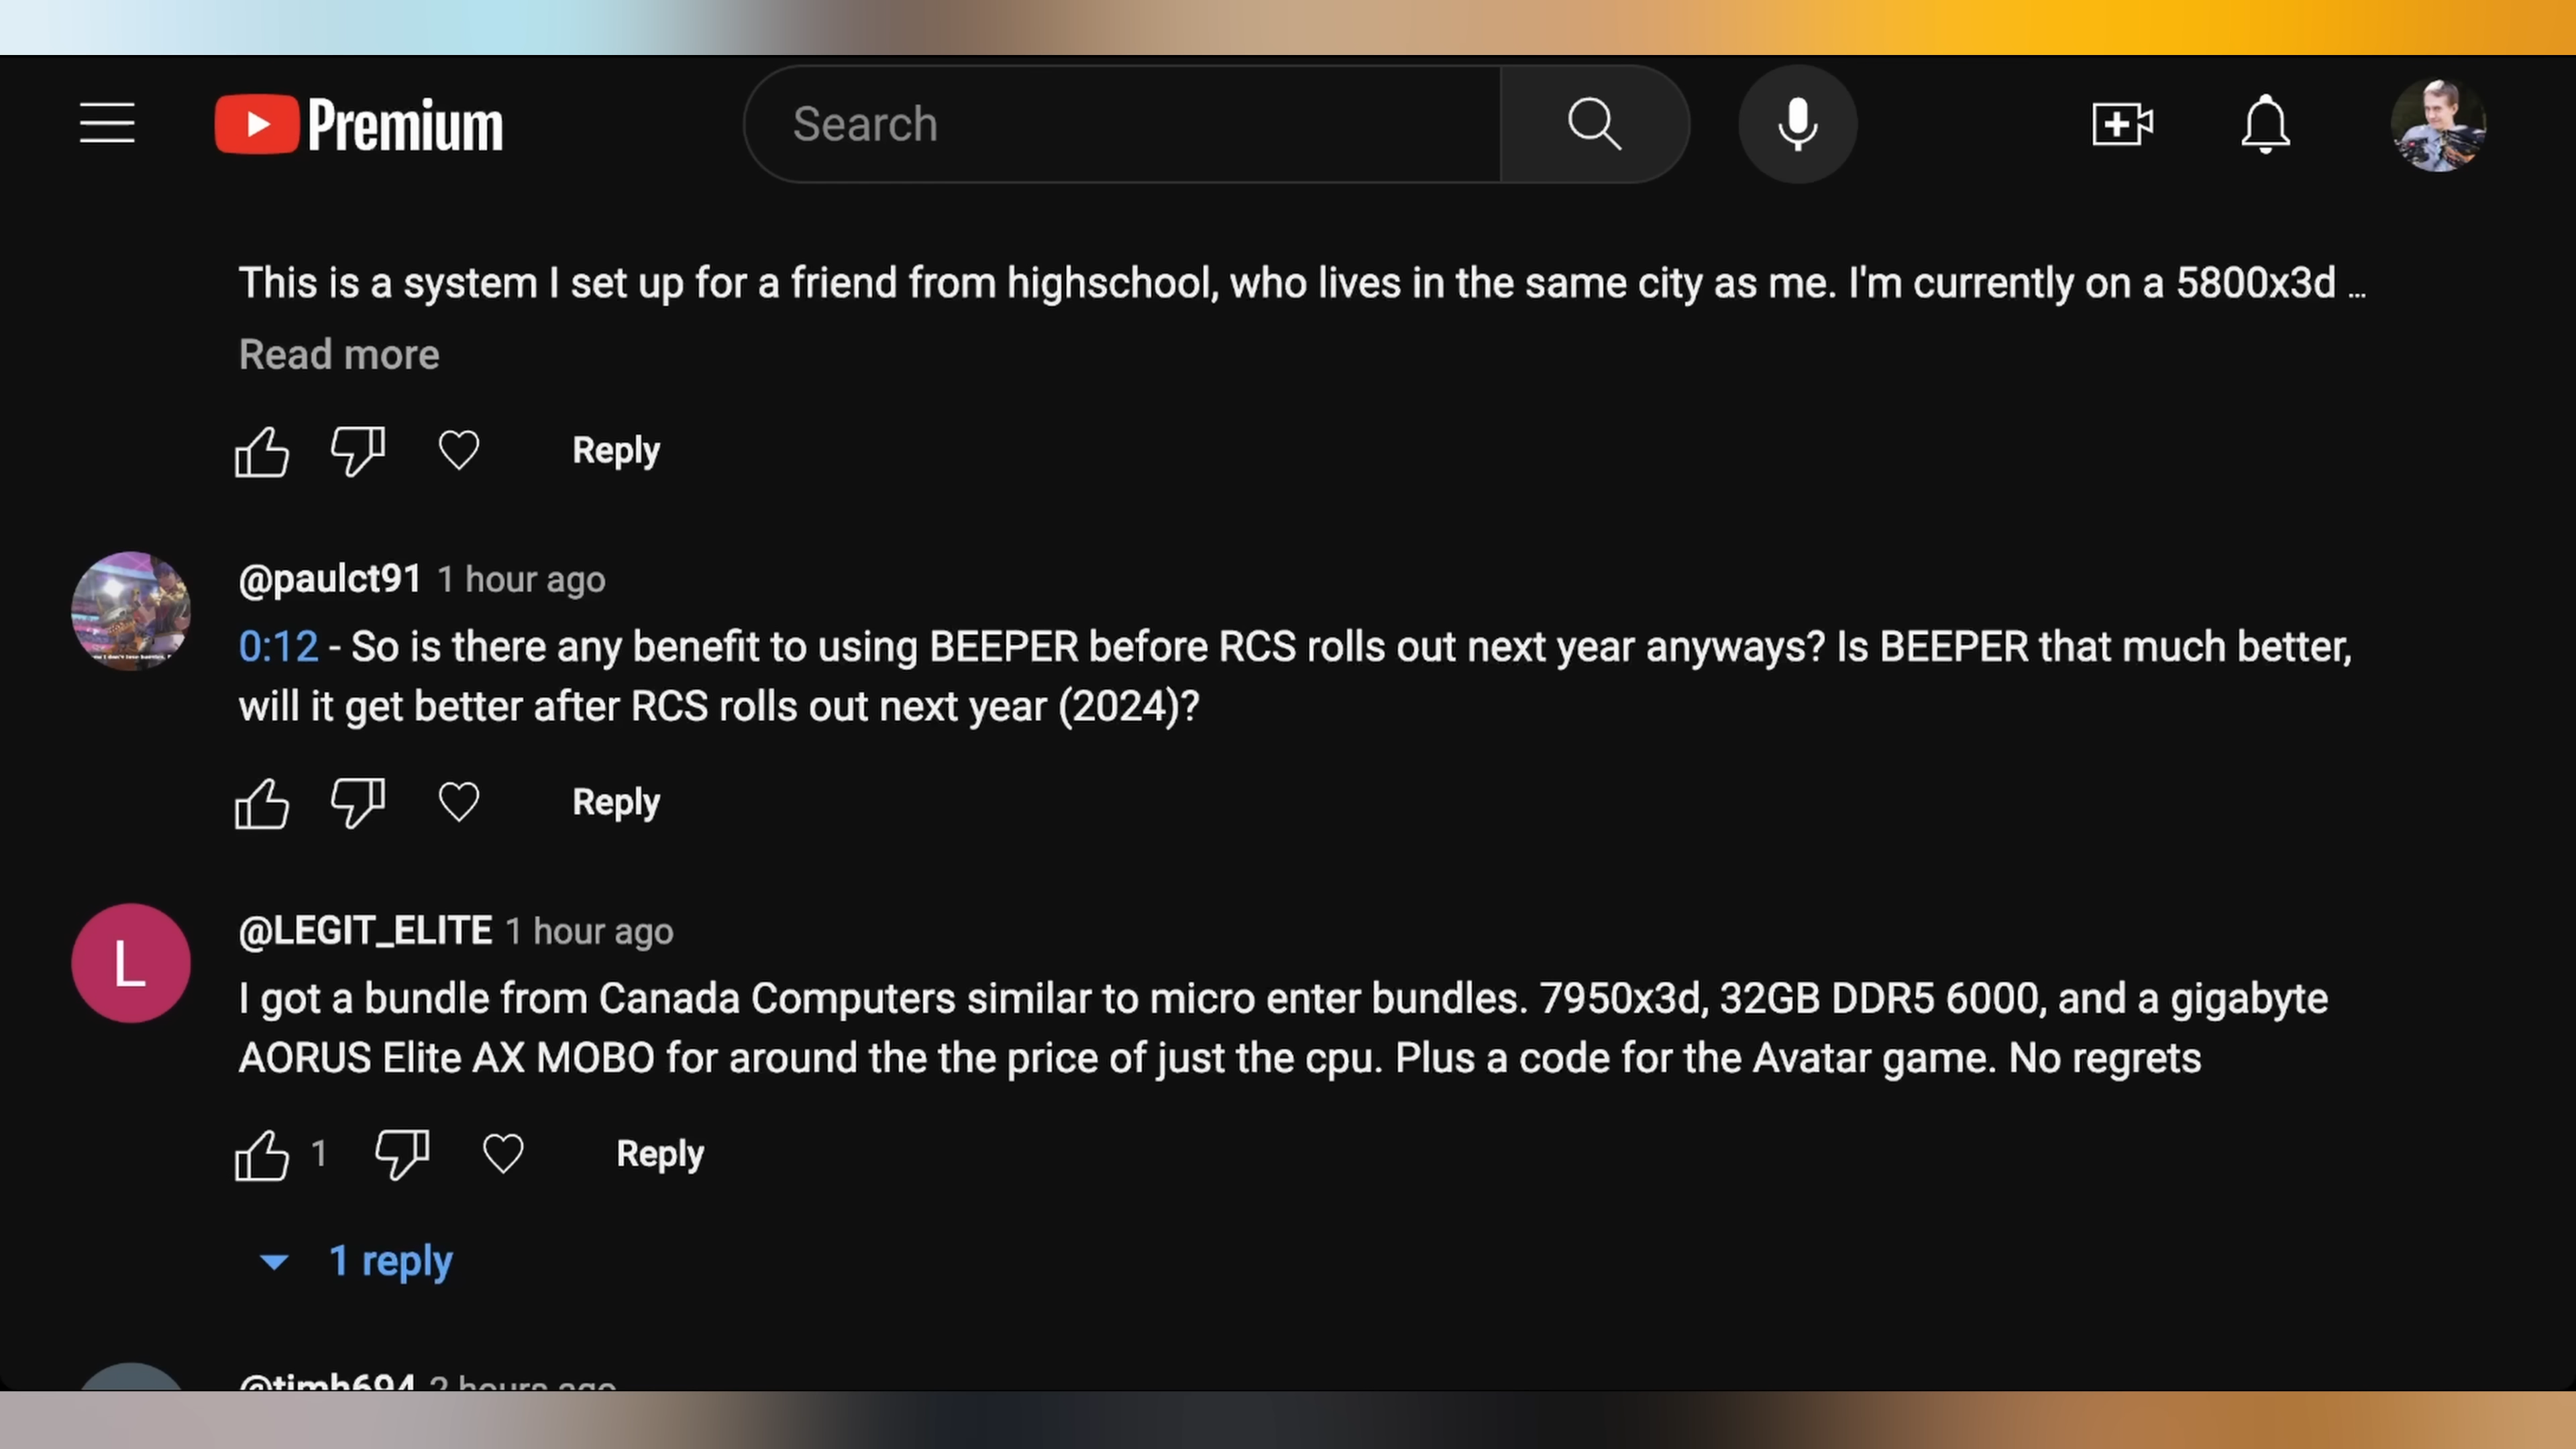 Premium
Search
This is a system I set up for a friend from highschool, who lives in the same city as me. I'm currently on a 5800x3d ...
Read more
Reply
@paulct91 1 hour ago
0:12 - So is there any benefit to using BEEPER before RCS rolls out next year anyways? Is BEEPER that much better,
will it get better after RCS rolls out next year (2024)?
Reply
L
@LEGIT_ELITE 1 hour ago
I got a bundle from Canada Computers similar to micro enter bundles. 7950x3d, 32GB DDR5 6000, and a gigabyte
AORUS Elite AX MOBO for around the the price of just the cpu. Plus a code for the Avatar game. No regrets
1
Reply
1 reply
@timh694 2 hours ago